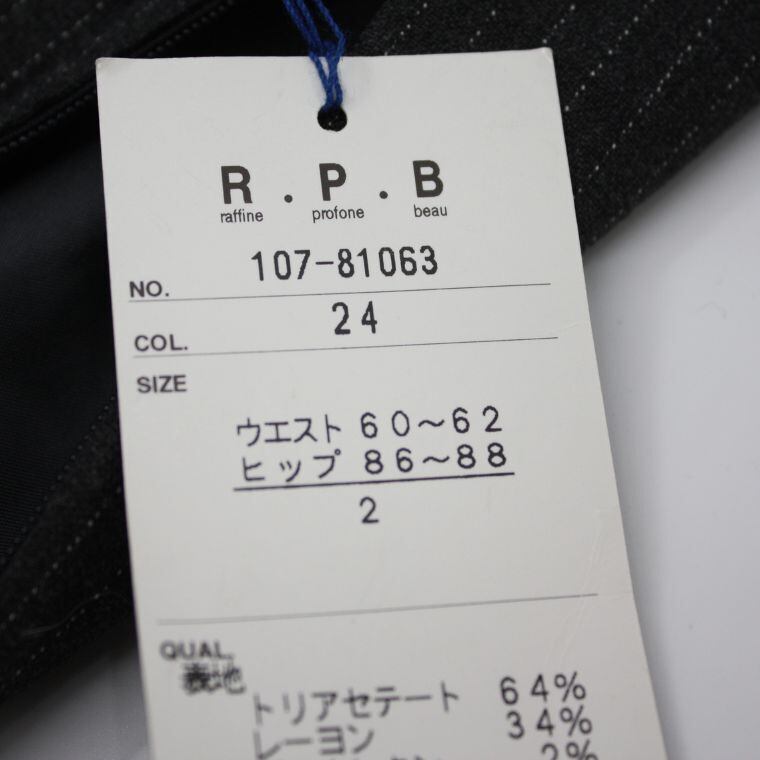 R . P . B
raffine profone beau
NO. 107-81063
COL. 24
SIZE
ウエスト 60～62
ヒップ 86～88
2
QUAL.
表地
トリアセテート 64%
レーヨン 34%
2%